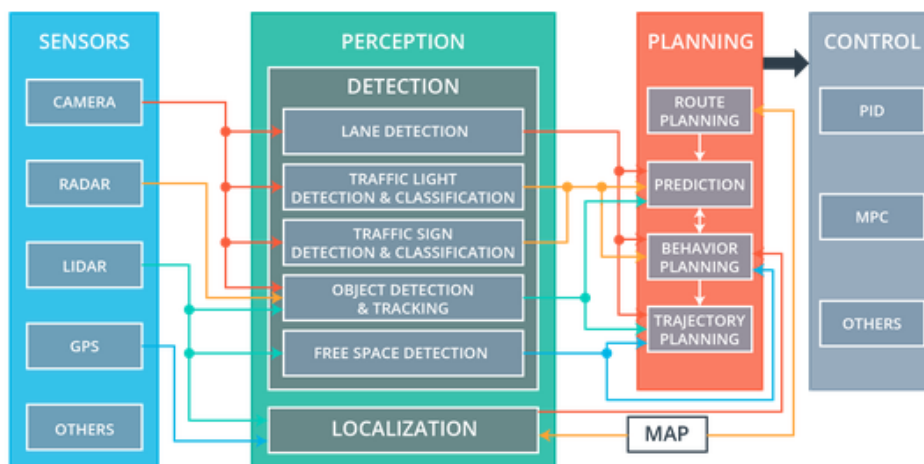 SENSORS
CAMERA
RADAR
LIDAR
GPS
OTHERS
PERCEPTION
DETECTION
LANE DETECTION
TRAFFIC LIGHT
DETECTION & CLASSIFICATION
TRAFFIC SIGN
DETECTION & CLASSIFICATION
OBJECT DETECTION
& TRACKING
FREE SPACE DETECTION
LOCALIZATION
PLANNING
ROUTE
PLANNING
PREDICTION
BEHAVIOR
PLANNING
TRAJECTORY
PLANNING
MAP
CONTROL
PID
MPC
OTHERS